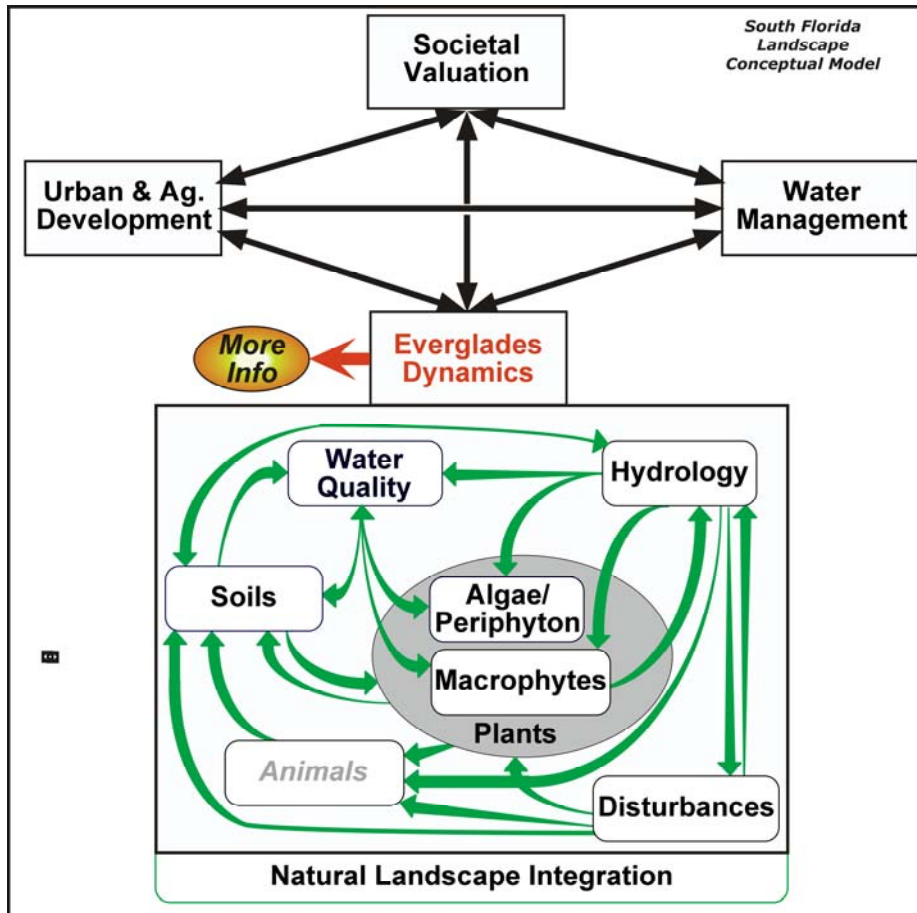 South Florida
Landscape
Conceptual Model
Societal
Valuation
Urban & Ag.
Development
Water
Management
More
Info
Everglades
Dynamics
Water
Quality
Hydrology
Soils
Algae/
Periphyton
Macrophytes
Plants
Animals
Disturbances
Natural Landscape Integration